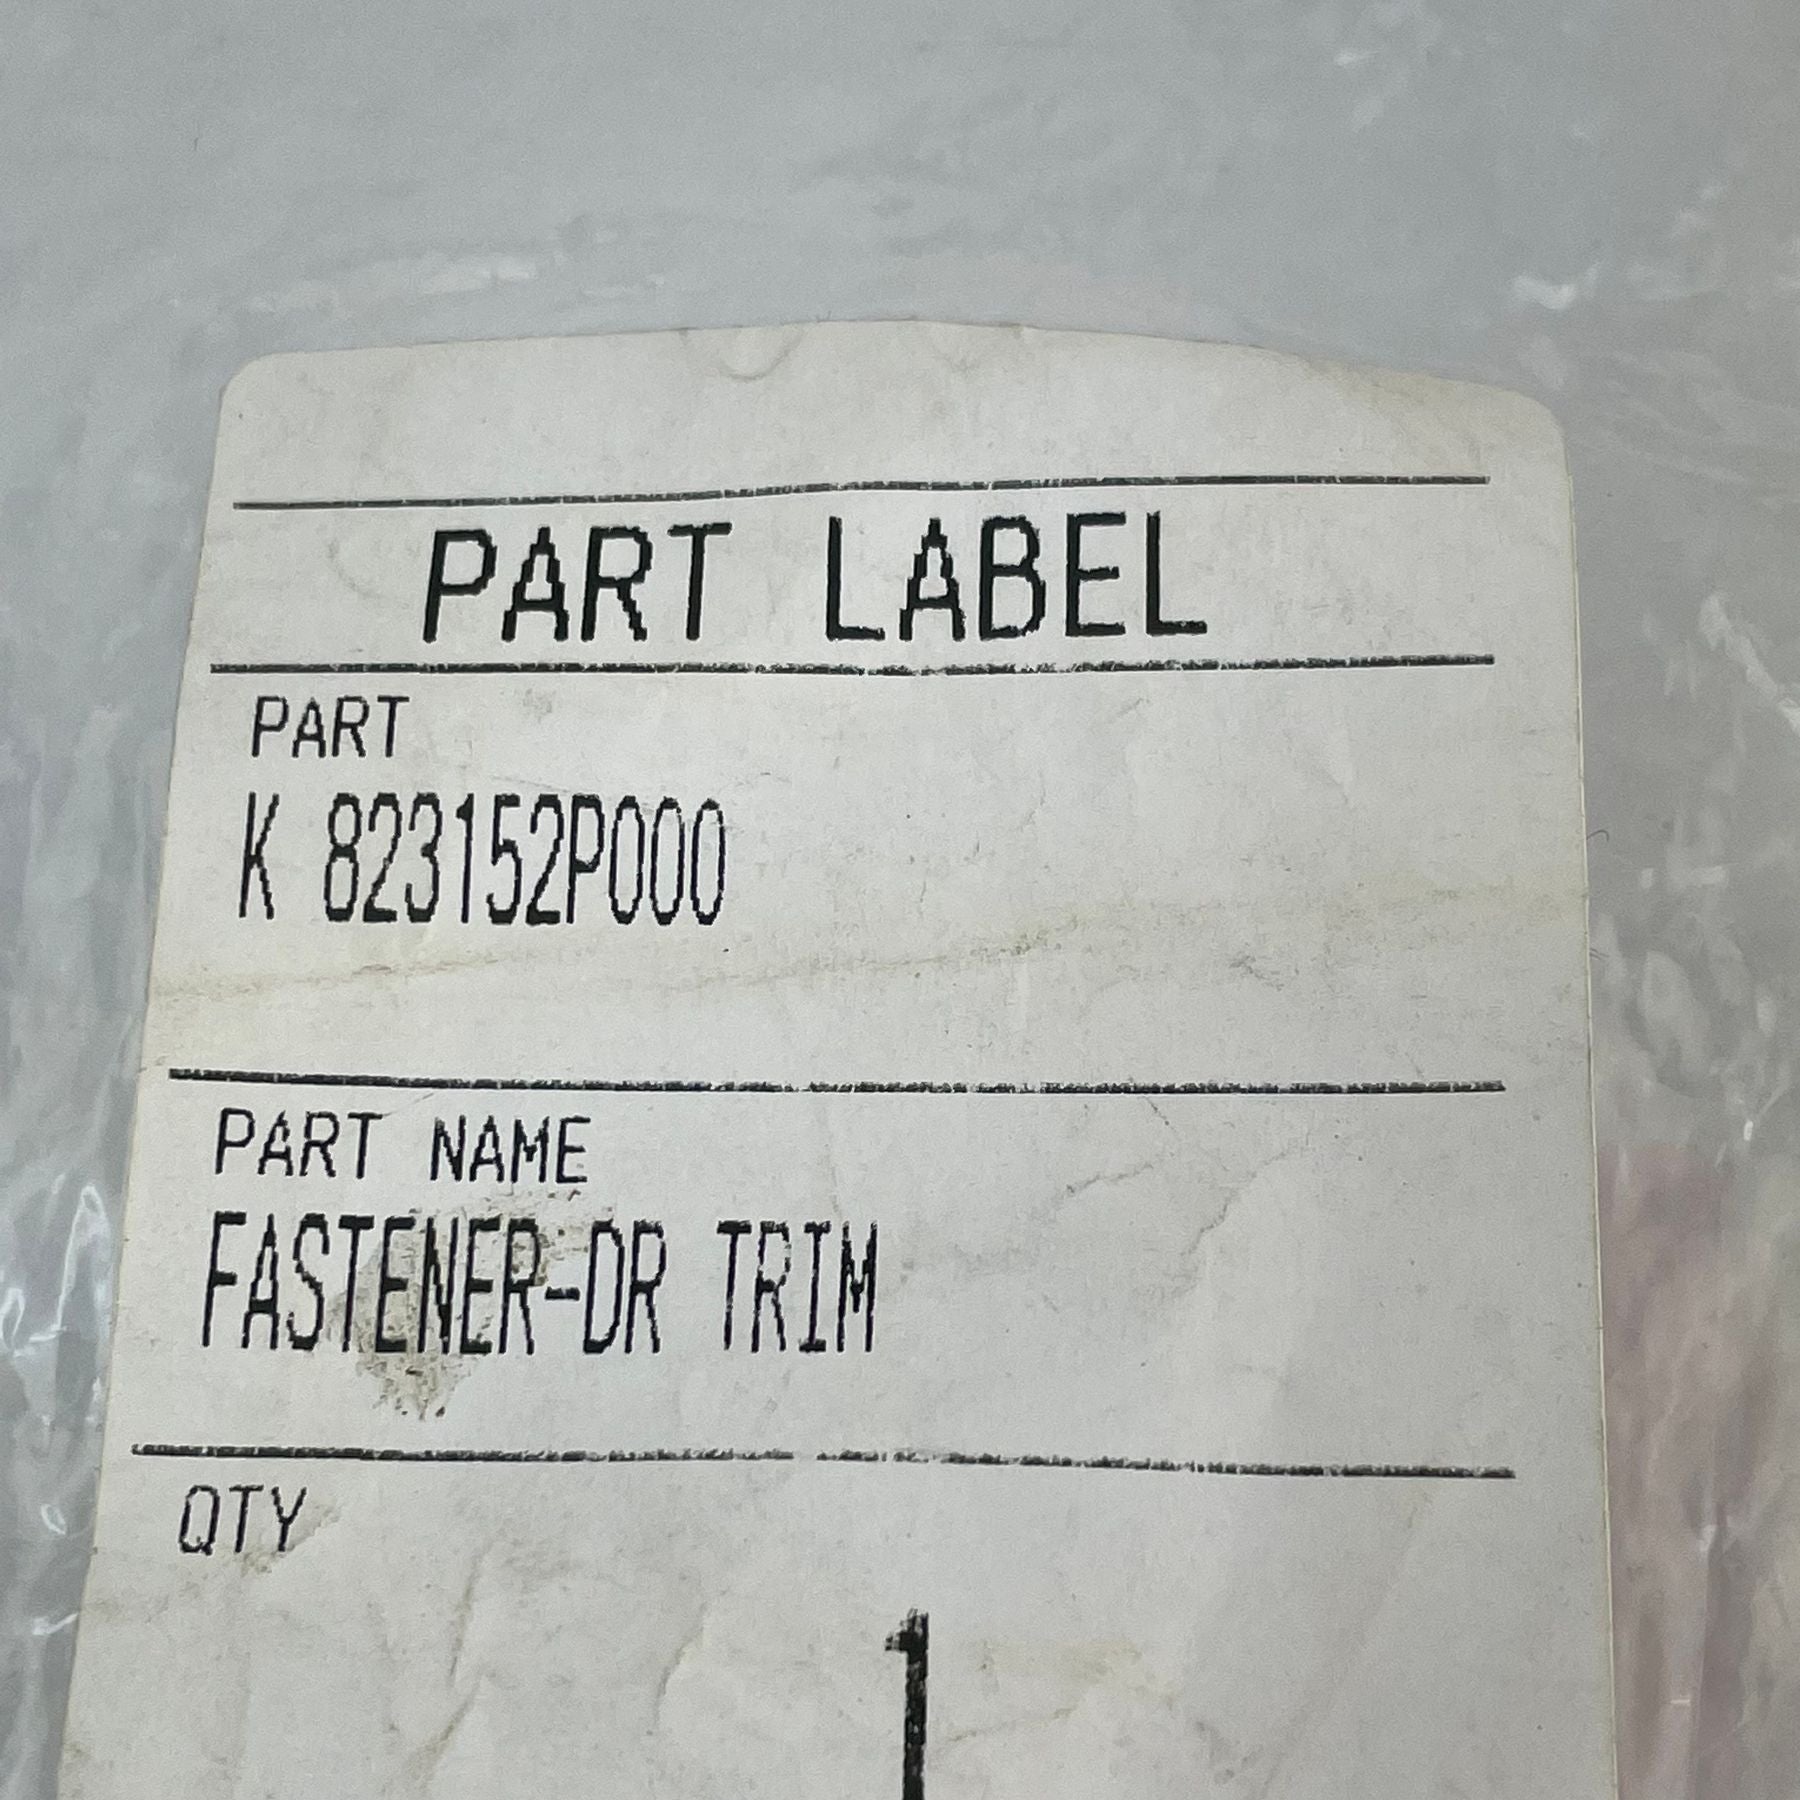 PART LABEL
PART
K 823152P000
PART NAME
FASTENER-DR TRIM
QTY
1